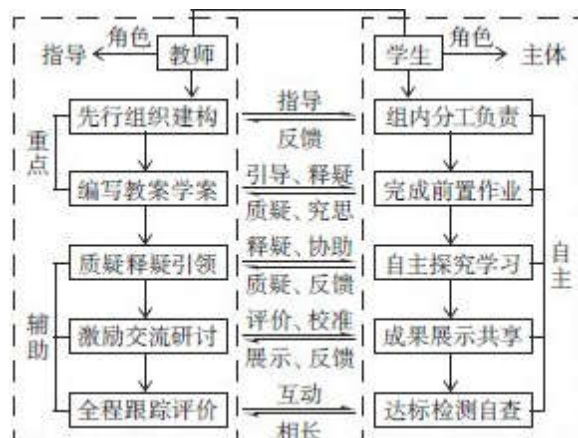 指导 角色 教师 学生 角色 主体
先行组织建构 指导 组内分工负责
反馈
重点
编写教案学案 引导、释疑 完成前置作业
质疑、究思
质疑释疑引领 释疑、协助 自主探究学习
质疑、反馈
自主
辅助
激励交流研讨 评价、校准 成果展示共享
展示、反馈
全程跟踪评价 互动 达标检测自查
相长